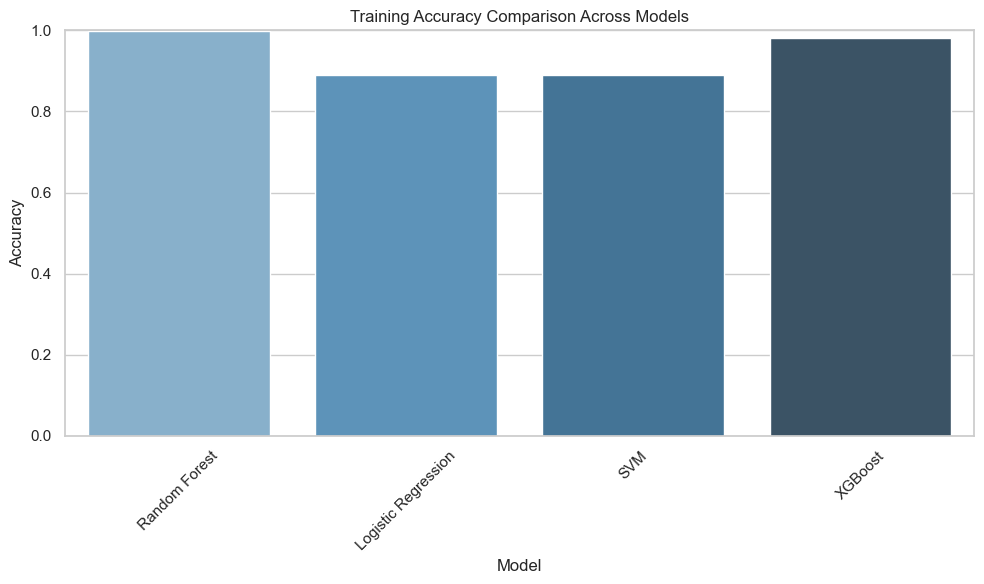 Training Accuracy Comparison Across Models
1.0
0.8
0.6
0.4
0.2
0.0
Accuracy
Random Forest
Logistic Regression
SVM
XGBoost
Model